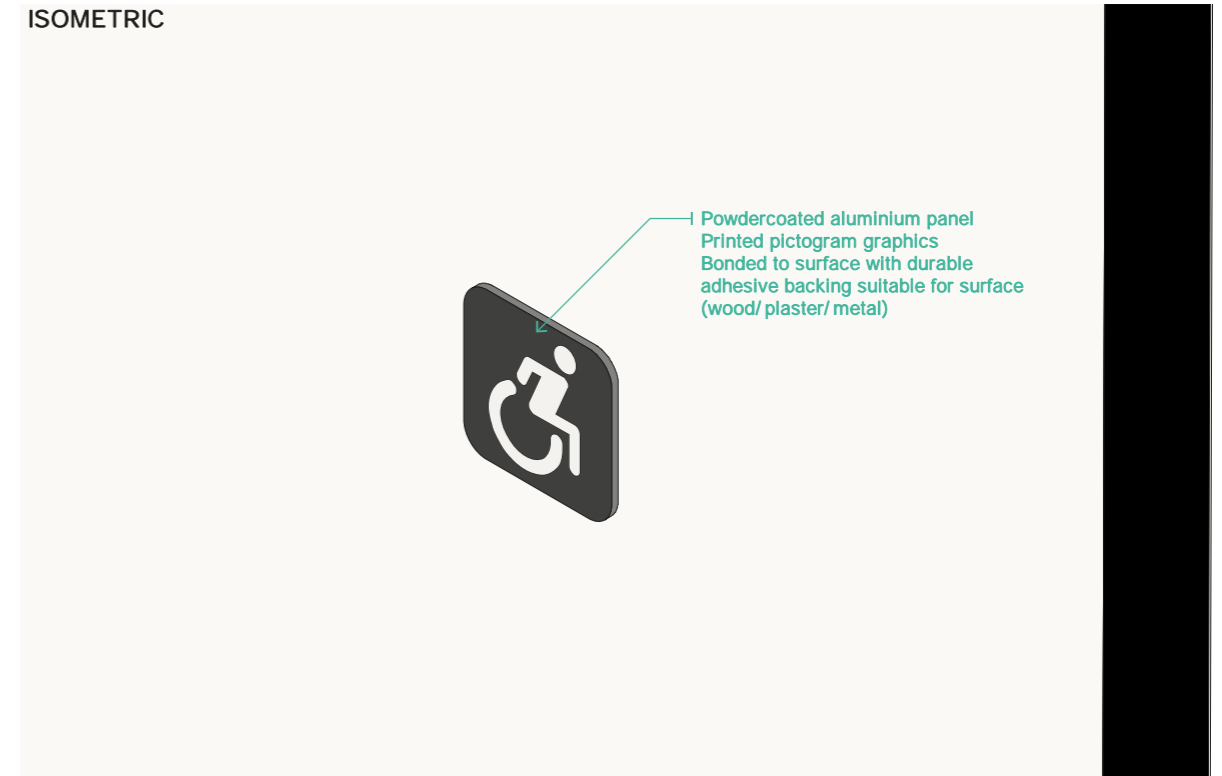 ISOMETRIC
Powdercoated aluminium panel
Printed pictogram graphics
Bonded to surface with durable
adhesive backing suitable for surface
(wood/ plaster/ metal)